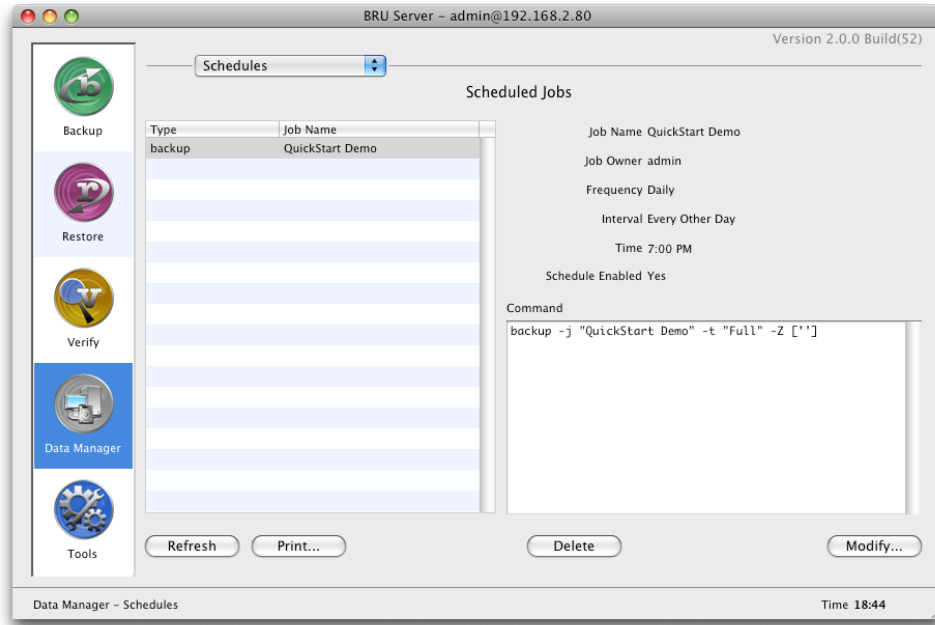 BRU Server – admin@192.168.2.80
Version 2.0.0 Build(52)
Schedules
Scheduled Jobs
Backup
Restore
Verify
Data Manager
Tools
Type Job Name
backup QuickStart Demo
Job Name QuickStart Demo
Job Owner admin
Frequency Daily
Interval Every Other Day
Time 7:00 PM
Schedule Enabled Yes
Command
backup -j "QuickStart Demo" -t "Full" -Z ['']
Refresh
Print...
Delete
Modify...
Data Manager – Schedules
Time 18:44